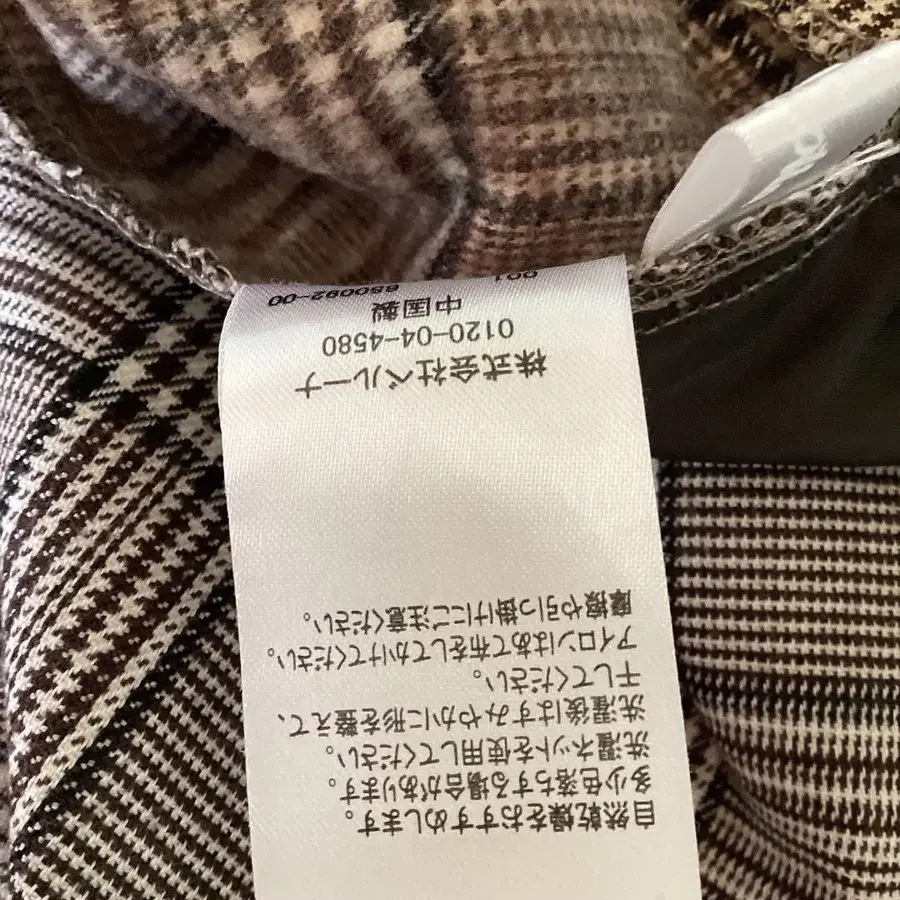 自然乾燥をおすすめします。
多少色落ちする場合があります。
洗濯ネットを使用してください。
洗濯後はすみやかに形を整えて、
干してください。
アイロンはあて布をしてかけてください。
摩擦や引っ掛けにご注意ください。
株式会社ベルーナ
0120-04-4580
中国製
650092-00
001